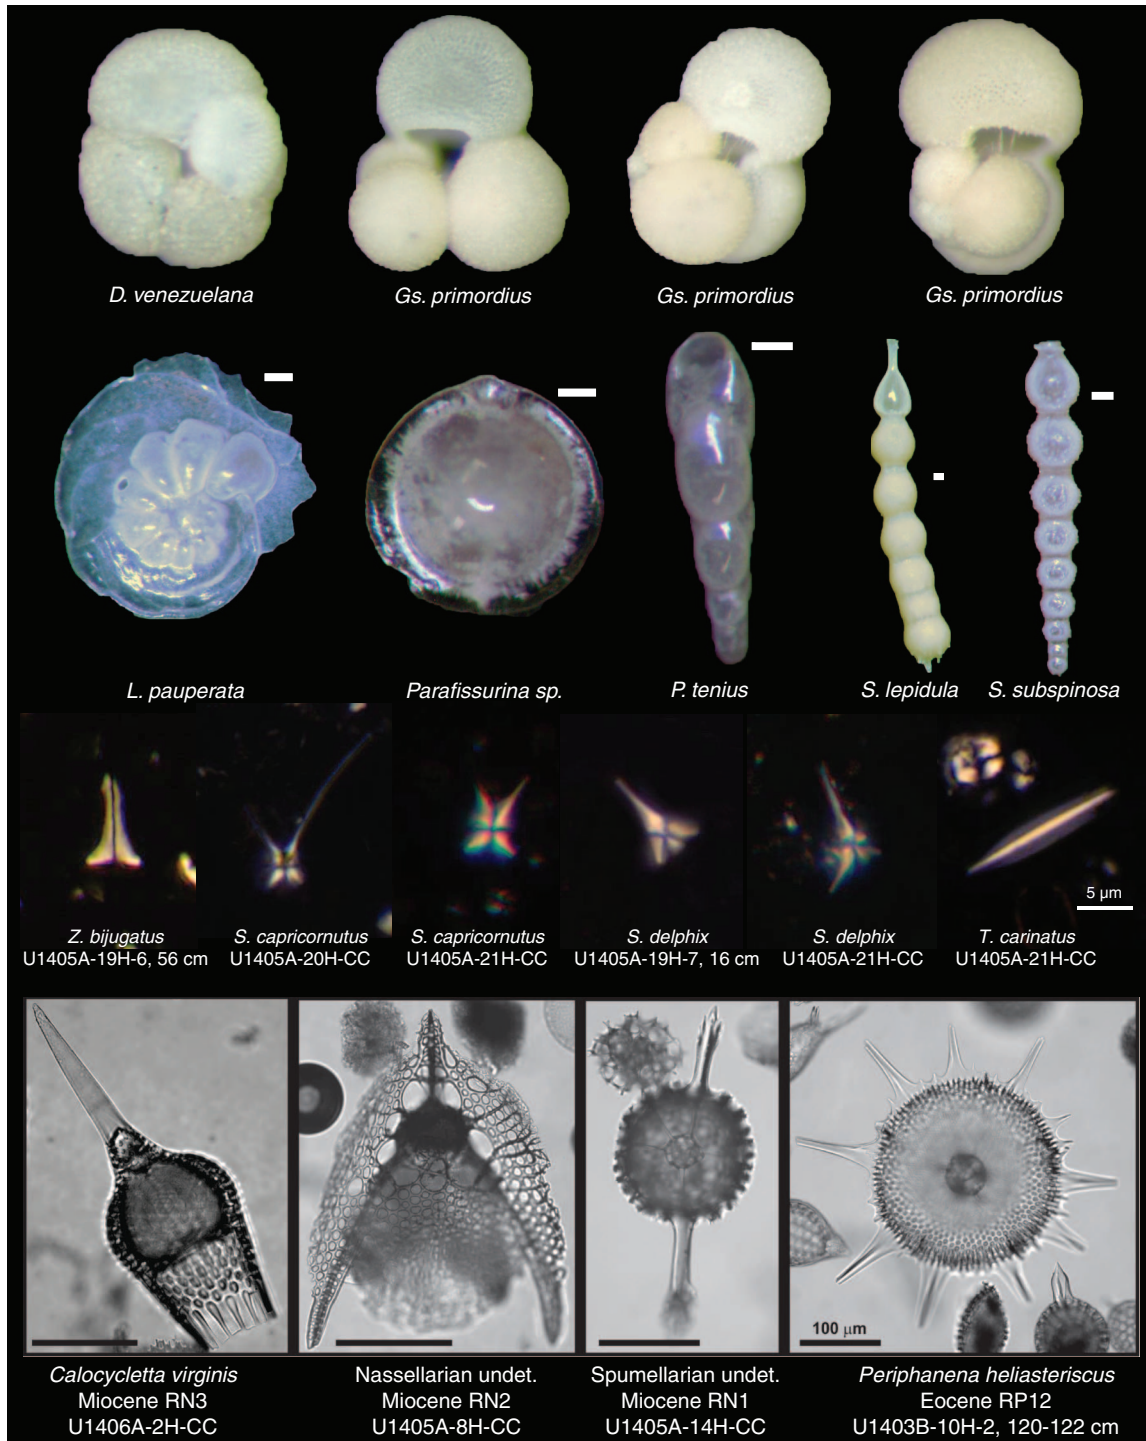 D. venezuelana
Gs. primordius
Gs. primordius
Gs. primordius
L. pauperata
Parafissurina sp.
P. tenius
S. lepidula
S. subspinosa
5 µm
Z. bijugatus
U1405A-19H-6, 56 cm
S. capricornutus
U1405A-20H-CC
S. capricornutus
U1405A-21H-CC
S. delphix
U1405A-19H-7, 16 cm
S. delphix
U1405A-21H-CC
T. carinatus
U1405A-21H-CC
100 µm
Calocycletta virginis
Miocene RN3
U1406A-2H-CC
Nassellarian undet.
Miocene RN2
U1405A-8H-CC
Spumellarian undet.
Miocene RN1
U1405A-14H-CC
Periphanena heliasteriscus
Eocene RP12
U1403B-10H-2, 120-122 cm